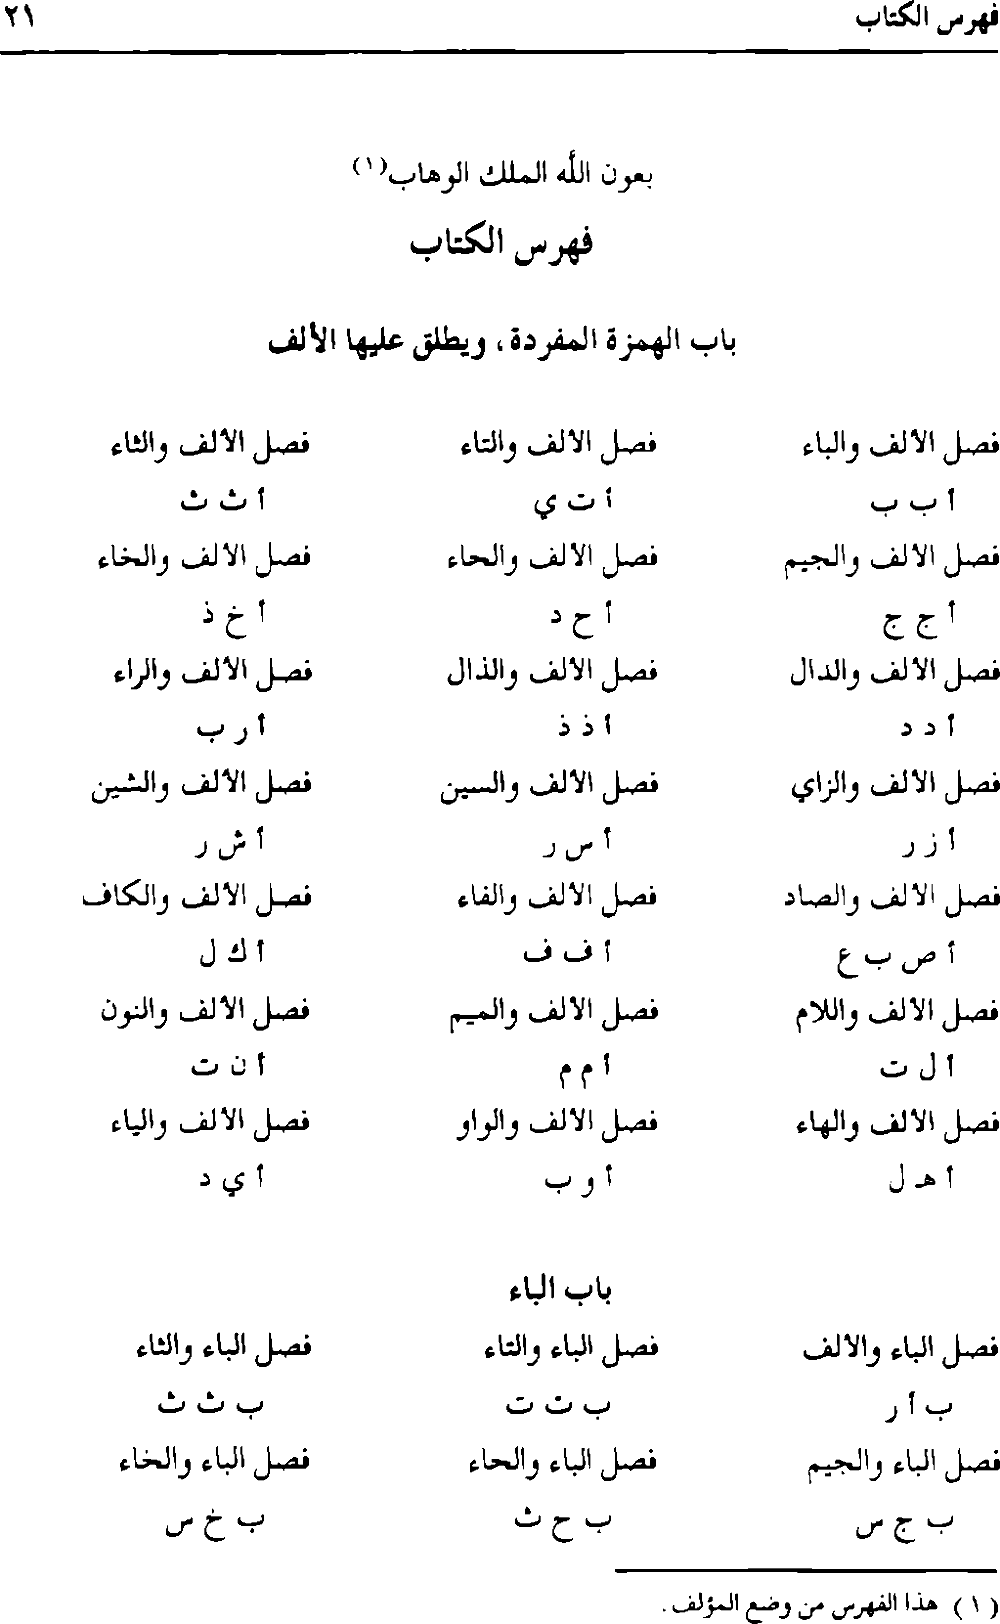 فهرس الكتاب ٢١
بعون الله الملك الوهاب(١)
فهرس الكتاب
باب الهمزة المفردة، ويطلق عليها الألف
فصل الألف والباء فصل الألف والتاء فصل الألف والثاء
أ ب ب أ ت ي أ ث ث
فصل الألف والجيم فصل الألف والحاء فصل الألف والخاء
أ ج ج أ ح د أ خ ذ
فصل الألف والدال فصل الألف والذال فصل الألف والراء
أ د د أ ذ ذ أ ر ب
فصل الألف والزاي فصل الألف والسين فصل الألف والشين
أ ز ر أ س ر أ ش ر
فصل الألف والصاد فصل الألف والفاء فصل الألف والكاف
أ ص ب ع أ ف ف أ ك ل
فصل الألف واللام فصل الألف والميم فصل الألف والنون
أ ل ت أ م م أ ن ت
فصل الألف والهاء فصل الألف والواو فصل الألف والياء
أ هـ ل أ و ب أ ي د
باب الباء
فصل الباء والألف فصل الباء والتاء فصل الباء والثاء
ب أ ر ب ت ت ب ث ث
فصل الباء والجيم فصل الباء والحاء فصل الباء والخاء
ب ج س ب ح ث ب خ س
(١) هذا الفهرس من وضع المؤلف.